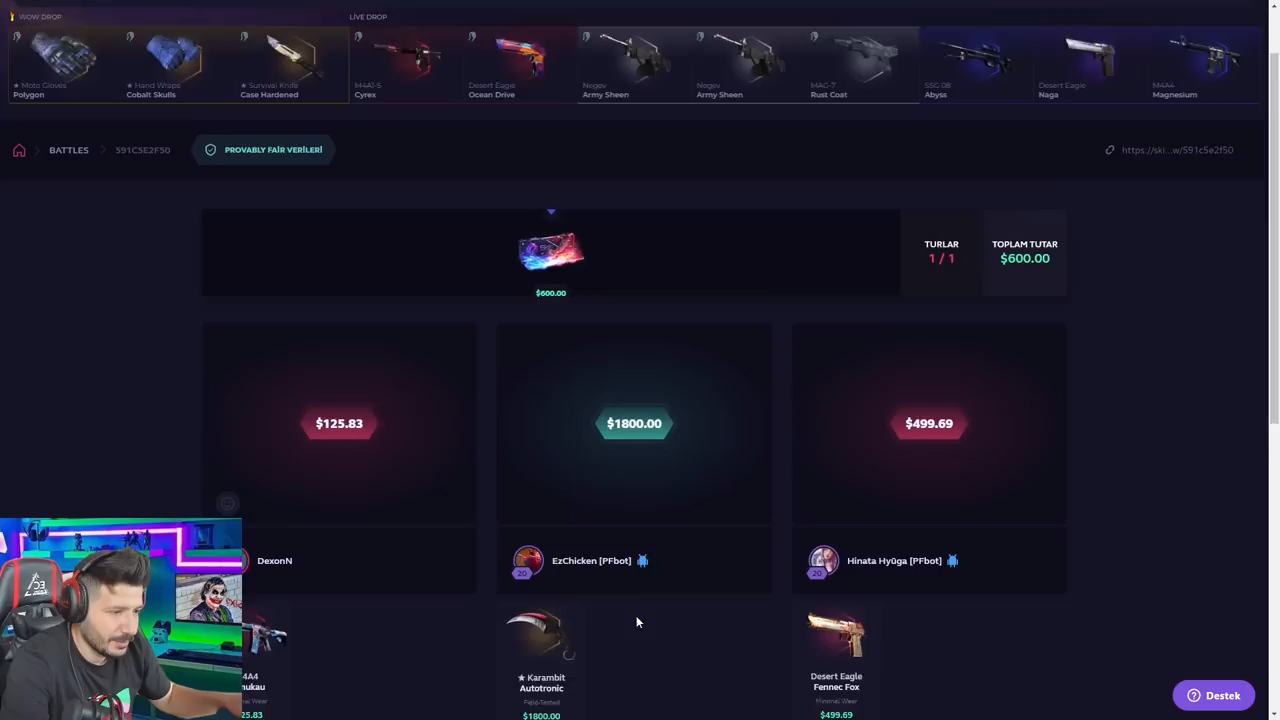 WOW DROP
LİVE DROP
★ Moto Gloves
Polygon
★ Hand Wraps
Cobalt Skulls
★ Survival Knife
Case Hardened
M4A1-S
Cyrex
Desert Eagle
Ocean Drive
Negev
Army Sheen
Negev
Army Sheen
MAG-7
Rust Coat
SSG 08
Abyss
Desert Eagle
Naga
M4A4
Magnesium
BATTLES
591C5E2F50
PROVABLY FAİR VERİLERİ
https://ski...w/591c5e2f50
TURLAR
1 / 1
TOPLAM TUTAR
$600.00
$600.00
$125.83
$1800.00
$499.69
DexonN
20
EzChicken [PFbot]
20
Hinata Hyūga [PFbot]
★ Karambit
Autotronic
Field-Tested
$1800.00
Desert Eagle
Fennec Fox
Minimal Wear
$499.69
Destek